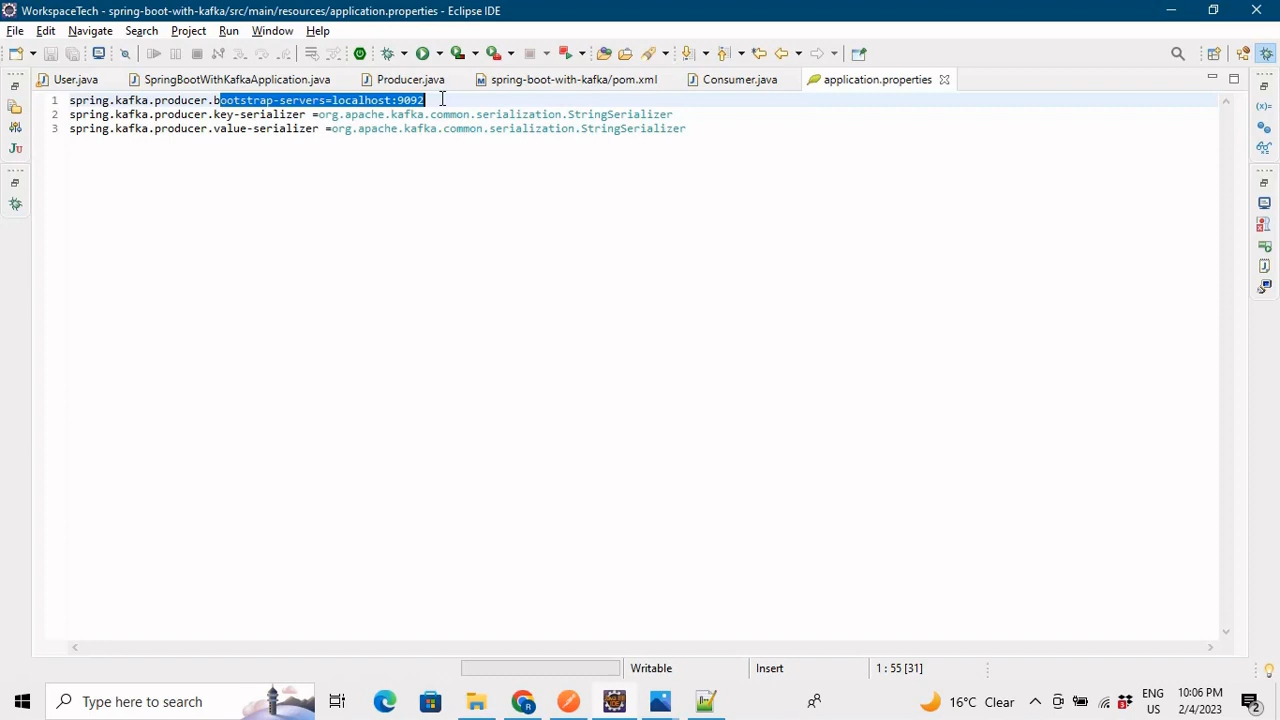 WorkspaceTech - spring-boot-with-kafka/src/main/resources/application.properties - Eclipse IDE
File Edit Navigate Search Project Run Window Help
User.java SpringBootWithKafkaApplication.java Producer.java spring-boot-with-kafka/pom.xml Consumer.java application.properties
1 spring.kafka.producer.bootstrap-servers=localhost:9092
2 spring.kafka.producer.key-serializer =org.apache.kafka.common.serialization.StringSerializer
3 spring.kafka.producer.value-serializer =org.apache.kafka.common.serialization.StringSerializer
Writable Insert 1 : 55 [31]
Type here to search 16°C Clear ENG US 10:06 PM 2/4/2023 2